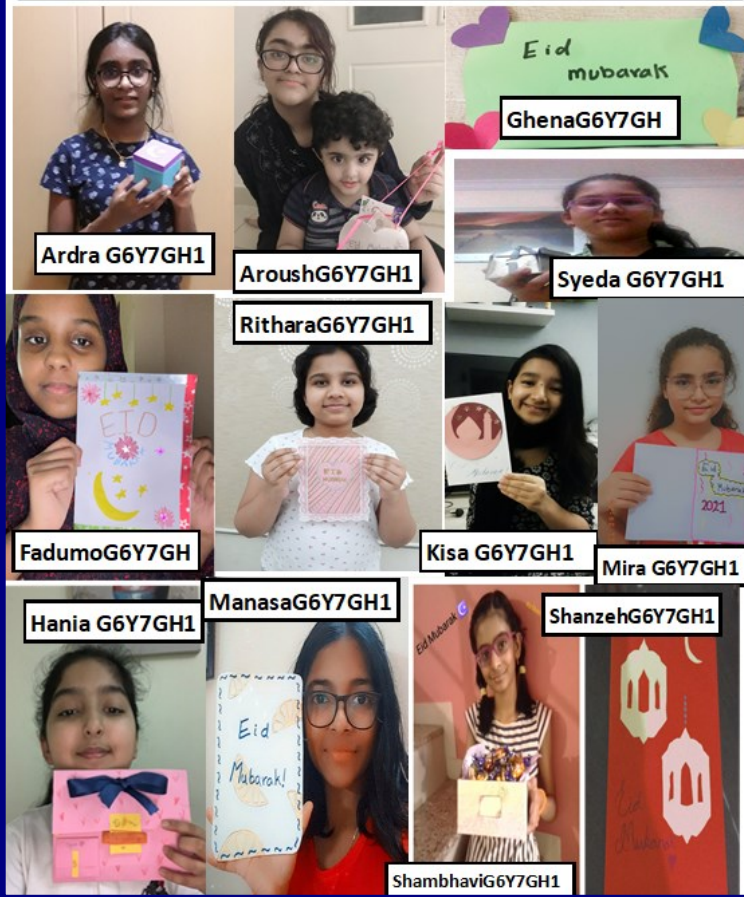 Eid
mubarak
GhenaG6Y7GH
Ardra G6Y7GH1
AroushG6Y7GH1
Syeda G6Y7GH1
RitharaG6Y7GH1
EID
EID
Eid
Mubarak
2021
FadumoG6Y7GH
Kisa G6Y7GH1
Mira G6Y7GH1
Hania G6Y7GH1
ManasaG6Y7GH1
ShanzehG6Y7GH1
Eid Mubarak
Eid
Mubarak!
Eid
Mubarak
ShambhaviG6Y7GH1